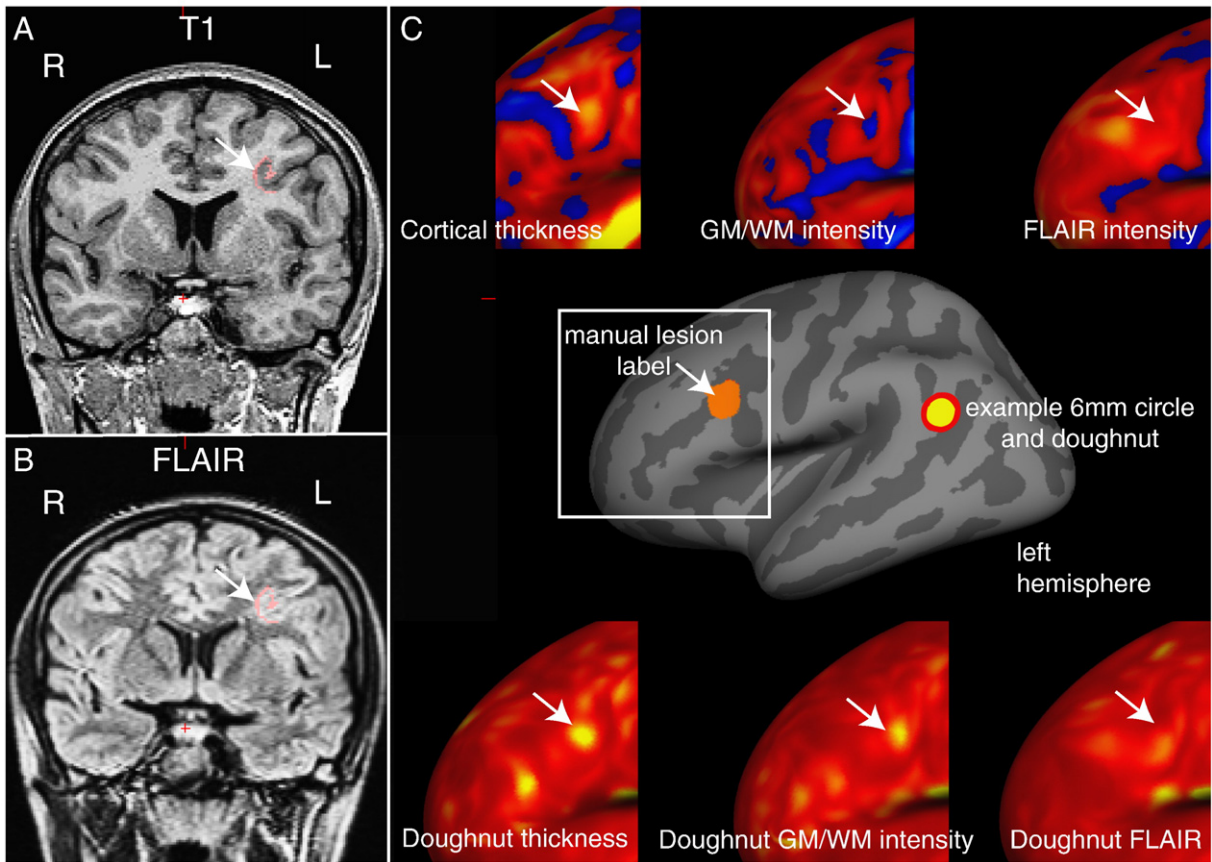 A
T1
R
L
B
FLAIR
R
L
C
Cortical thickness
GM/WM intensity
FLAIR intensity
manual lesion
label
example 6mm circle
and doughnut
left
hemisphere
Doughnut thickness
Doughnut GM/WM intensity
Doughnut FLAIR